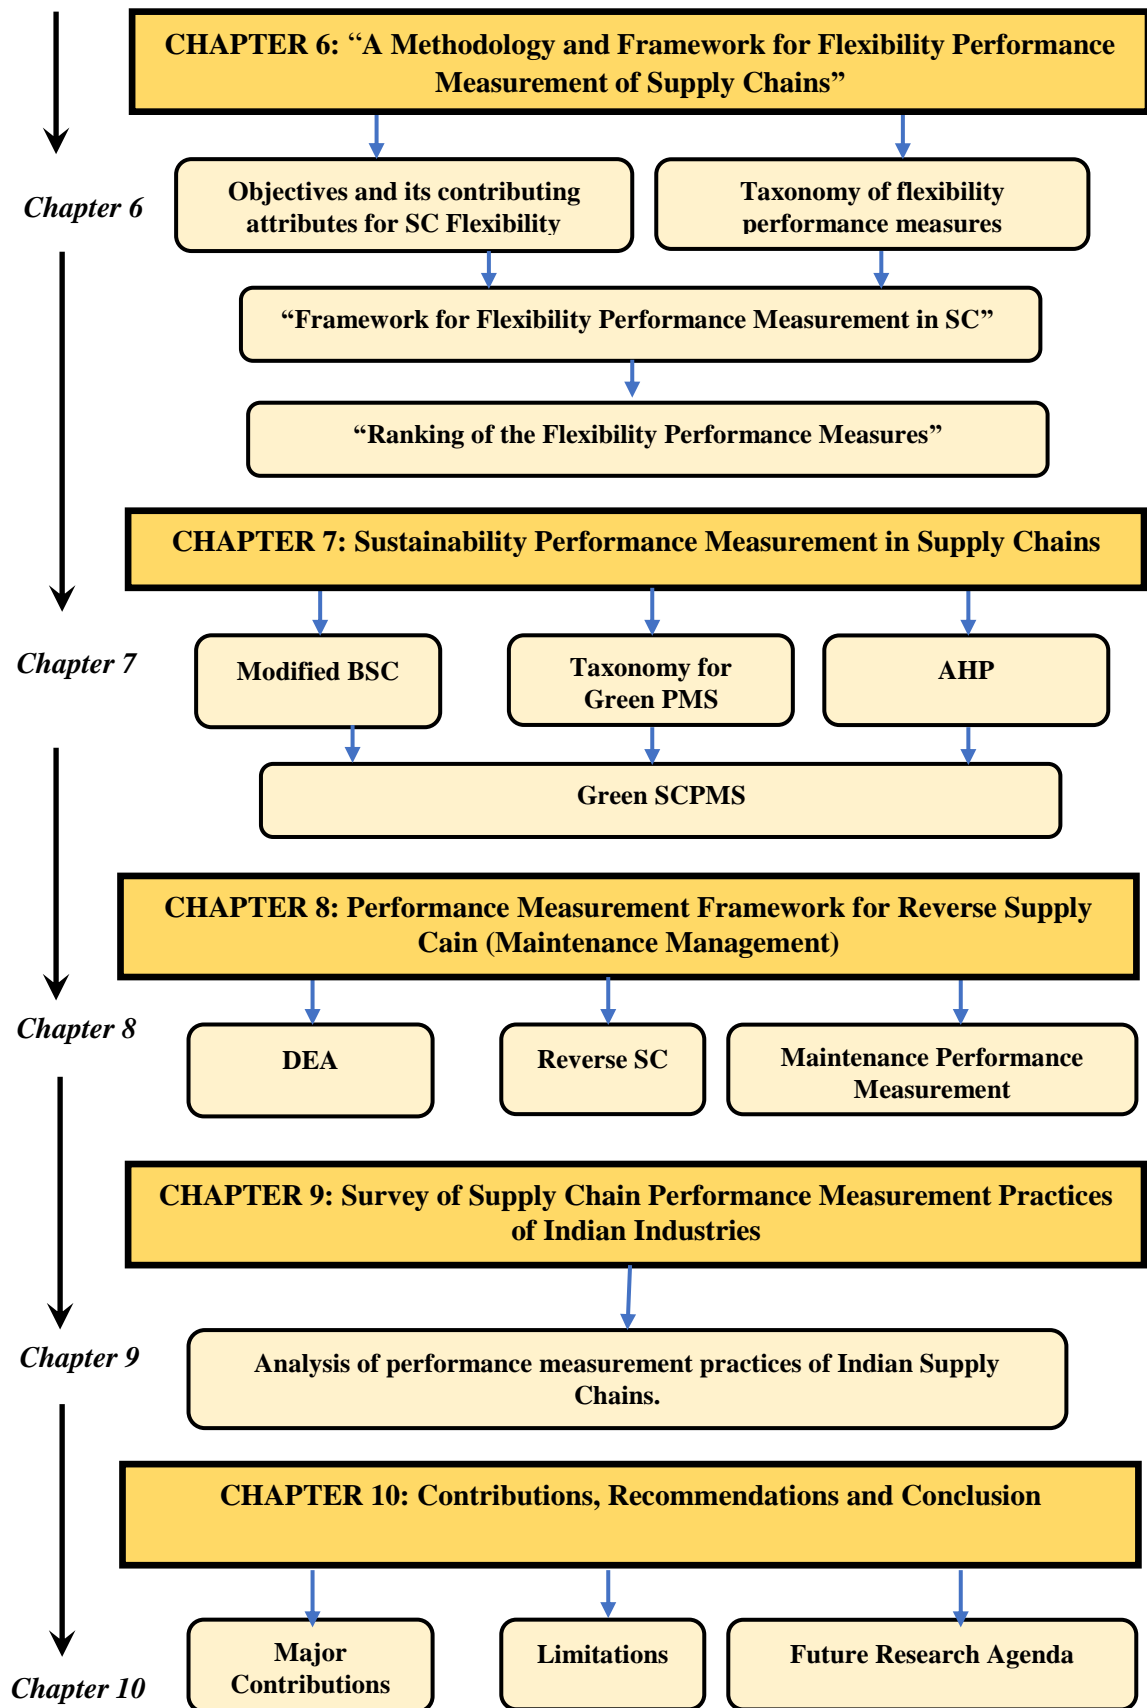 CHAPTER 6: “A Methodology and Framework for Flexibility Performance
Measurement of Supply Chains”
Chapter 6
Objectives and its contributing
attributes for SC Flexibility
Taxonomy of flexibility
performance measures
“Framework for Flexibility Performance Measurement in SC”
“Ranking of the Flexibility Performance Measures”
CHAPTER 7: Sustainability Performance Measurement in Supply Chains
Chapter 7
Modified BSC
Taxonomy for
Green PMS
AHP
Green SCPMS
CHAPTER 8: Performance Measurement Framework for Reverse Supply
Cain (Maintenance Management)
Chapter 8
DEA
Reverse SC
Maintenance Performance
Measurement
CHAPTER 9: Survey of Supply Chain Performance Measurement Practices
of Indian Industries
Chapter 9
Analysis of performance measurement practices of Indian Supply
Chains.
CHAPTER 10: Contributions, Recommendations and Conclusion
Chapter 10
Major
Contributions
Limitations
Future Research Agenda